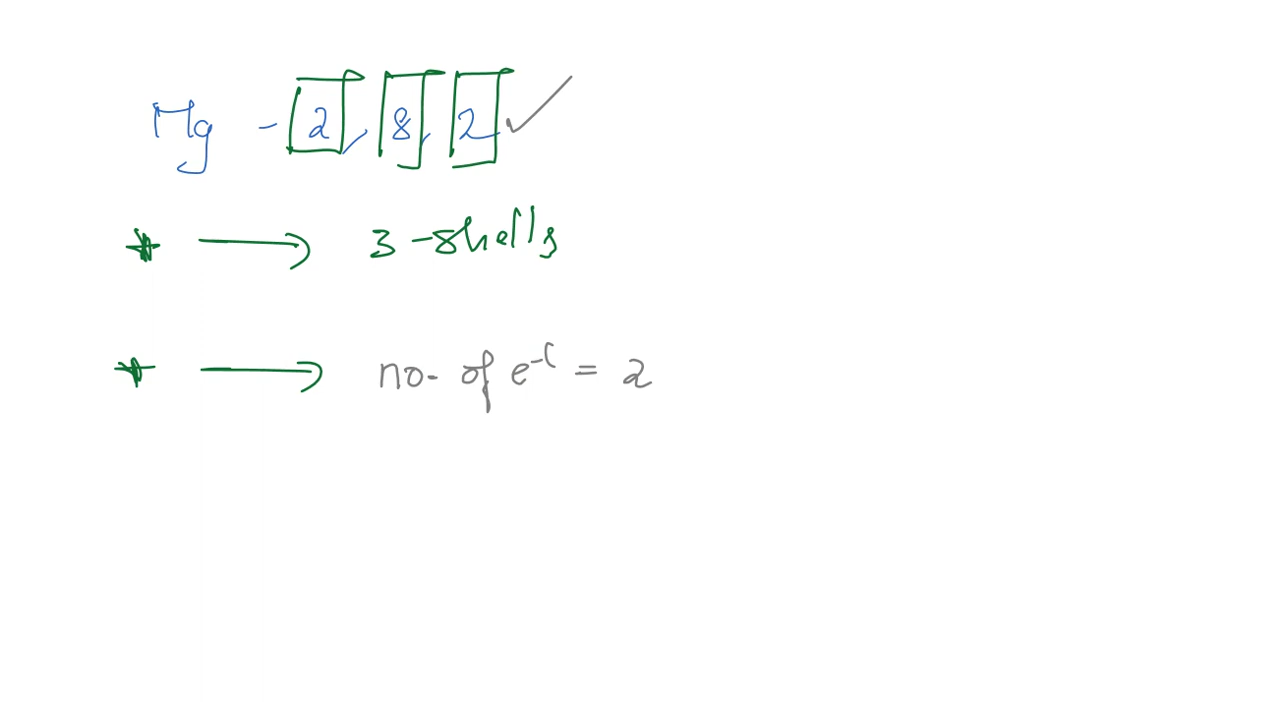 Mg - 2, 8, 2 ✓
* → 3-shells
* → no. of e⁻¹ = 2